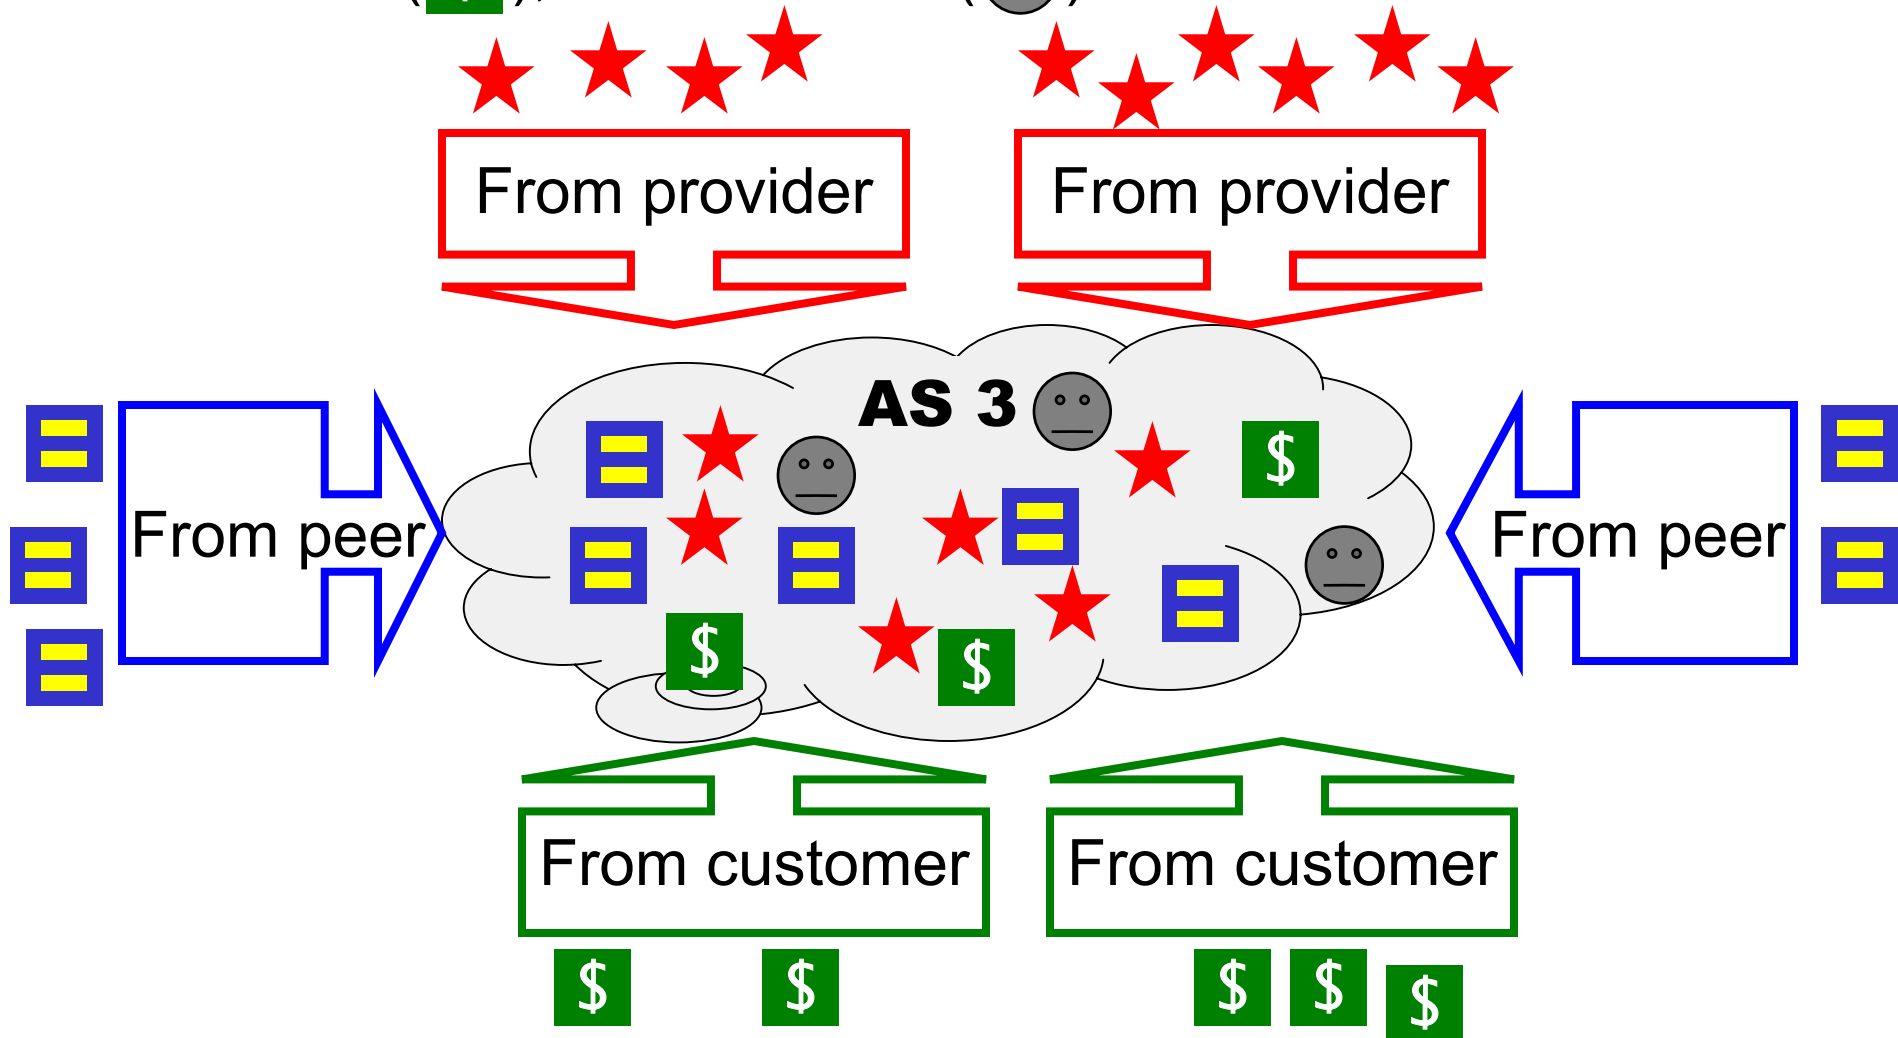 From provider
From provider
AS 3
$
From peer
From peer
$
$
From customer
From customer
$ $ $ $ $